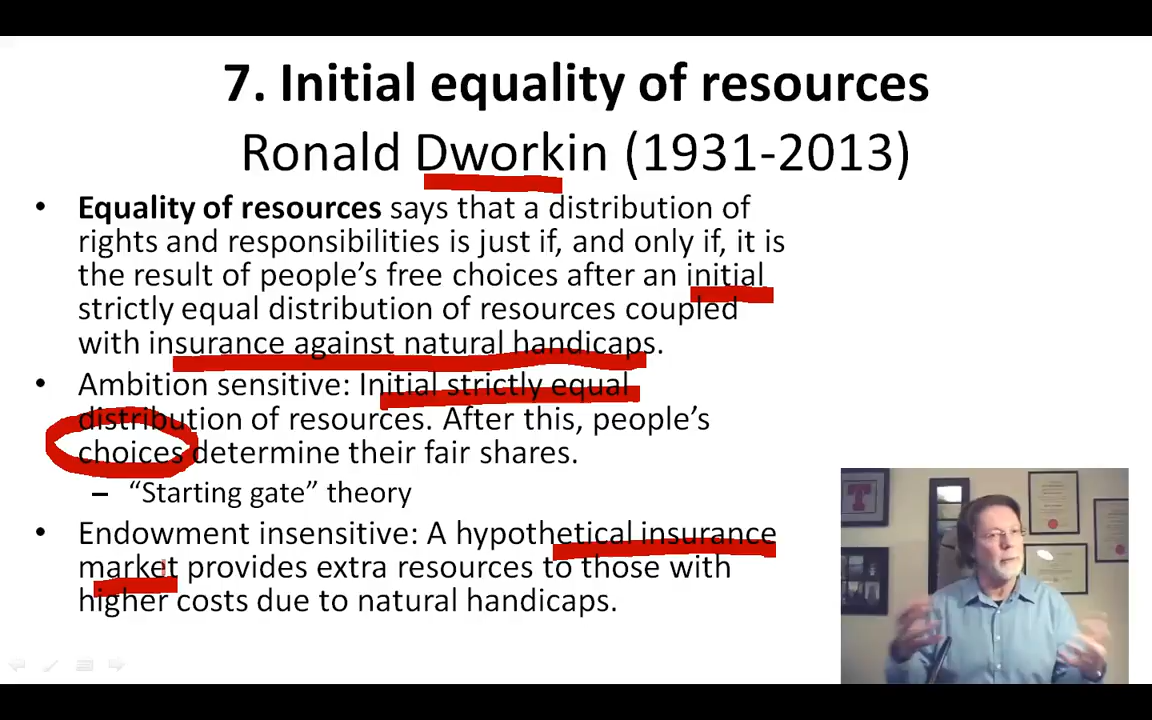 7. Initial equality of resources
Ronald Dworkin (1931-2013)
• Equality of resources says that a distribution of
rights and responsibilities is just if, and only if, it is
the result of people’s free choices after an initial
strictly equal distribution of resources coupled
with insurance against natural handicaps.
• Ambition sensitive: Initial strictly equal
distribution of resources. After this, people’s
choices determine their fair shares.
– “Starting gate” theory
• Endowment insensitive: A hypothetical insurance
market provides extra resources to those with
higher costs due to natural handicaps.
T